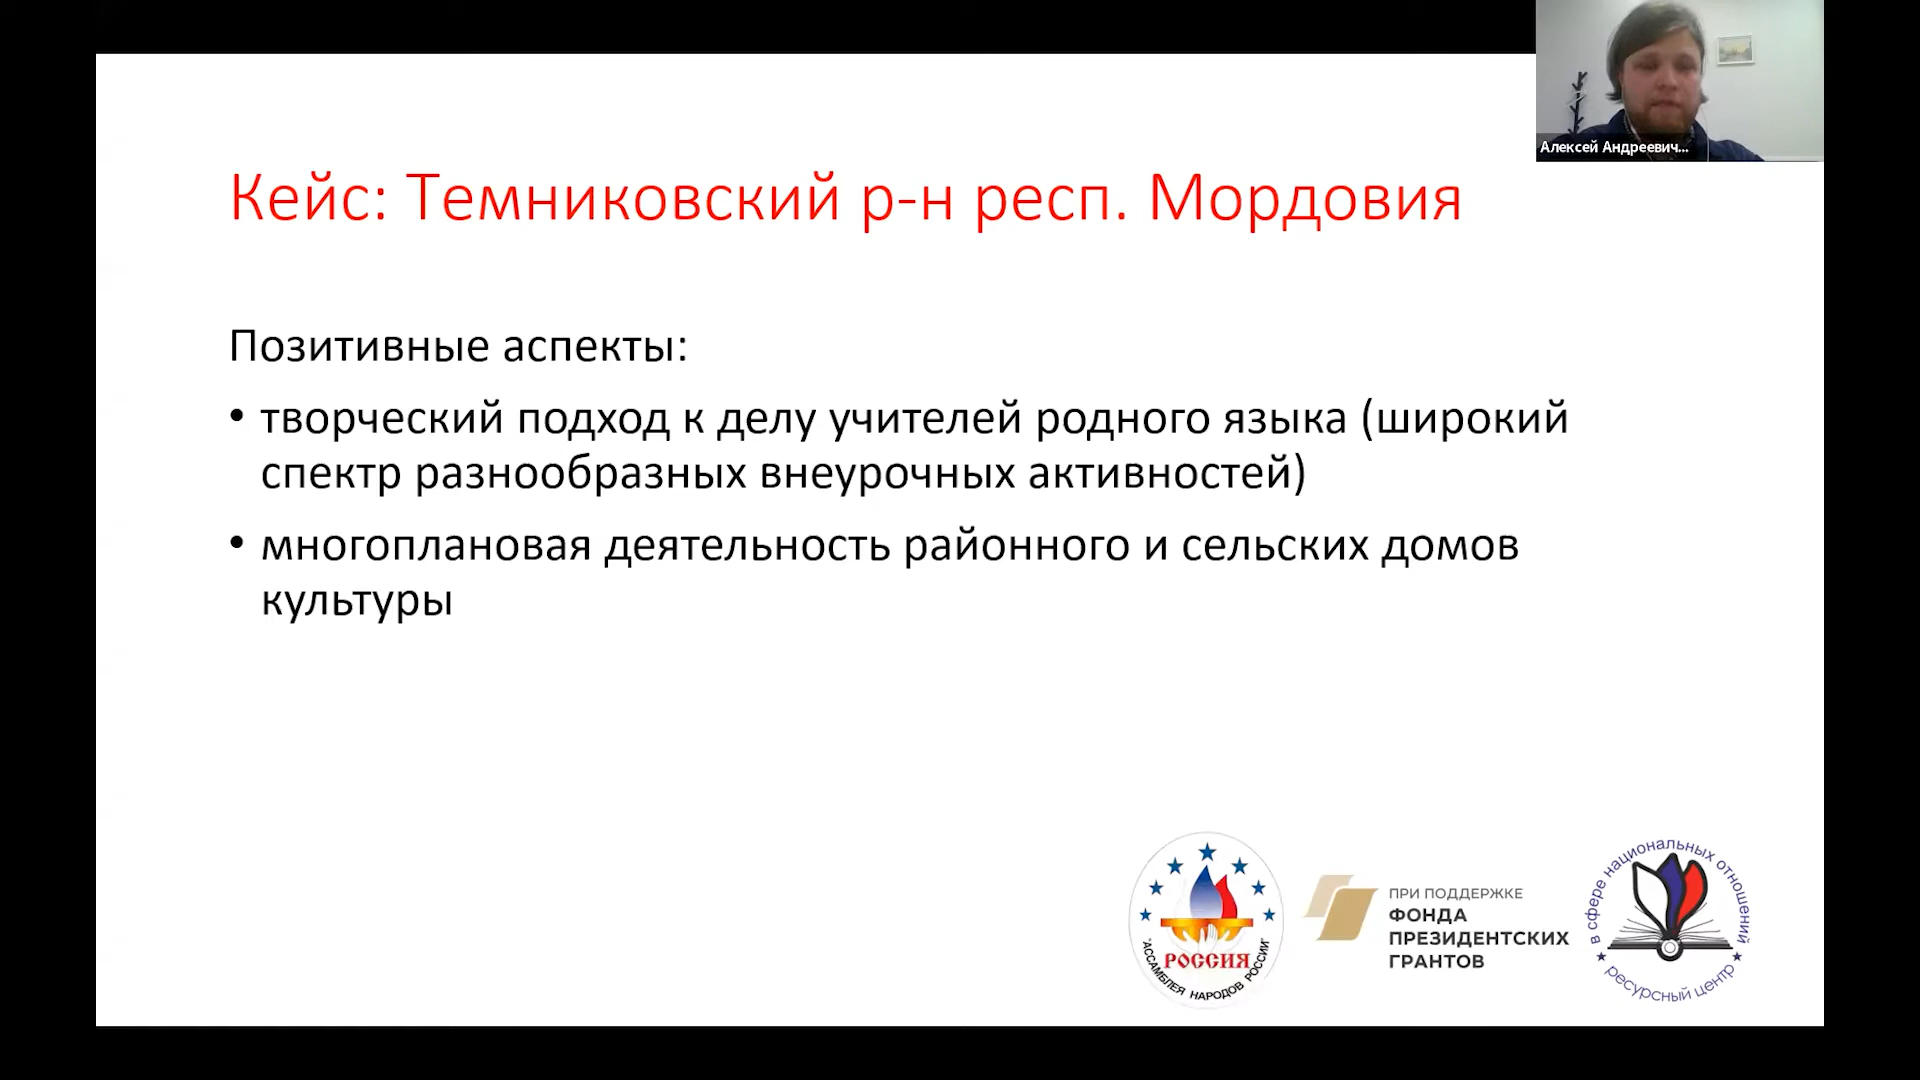 Алексей Андреевич...
Кейс: Темниковский р-н респ. Мордовия
Позитивные аспекты:
• творческий подход к делу учителей родного языка (широкий
спектр разнообразных внеурочных активностей)
• многоплановая деятельность районного и сельских домов
культуры
РОССИЯ
"АССАМБЛЕЯ НАРОДОВ РОССИИ"
ПРИ ПОДДЕРЖКЕ
ФОНДА
ПРЕЗИДЕНТСКИХ
ГРАНТОВ
в сфере национальных отношений
ресурсный центр